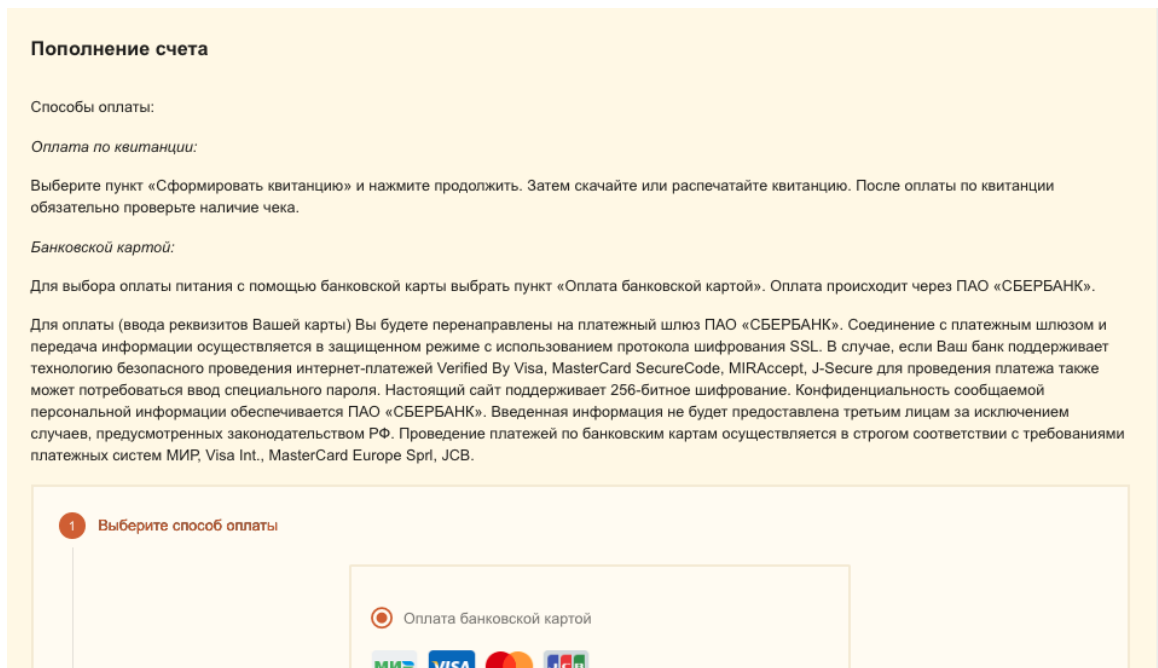 Пополнение счета
Способы оплаты:
Оплата по квитанции:
Выберите пункт «Сформировать квитанцию» и нажмите продолжить. Затем скачайте или распечатайте квитанцию. После оплаты по квитанции
обязательно проверьте наличие чека.
Банковской картой:
Для выбора оплаты питания с помощью банковской карты выбрать пункт «Оплата банковской картой». Оплата происходит через ПАО «СБЕРБАНК».
Для оплаты (ввода реквизитов Вашей карты) Вы будете перенаправлены на платежный шлюз ПАО «СБЕРБАНК». Соединение с платежным шлюзом и
передача информации осуществляется в защищенном режиме с использованием протокола шифрования SSL. В случае, если Ваш банк поддерживает
технологию безопасного проведения интернет-платежей Verified By Visa, MasterCard SecureCode, MIRAccept, J-Secure для проведения платежа также
может потребоваться ввод специального пароля. Настоящий сайт поддерживает 256-битное шифрование. Конфиденциальность сообщаемой
персональной информации обеспечивается ПАО «СБЕРБАНК». Введенная информация не будет предоставлена третьим лицам за исключением
случаев, предусмотренных законодательством РФ. Проведение платежей по банковским картам осуществляется в строгом соответствии с требованиями
платежных систем МИР, Visa Int., MasterCard Europe Sprl, JCB.
1 Выберите способ оплаты
Оплата банковской картой
МИР VISA JCB